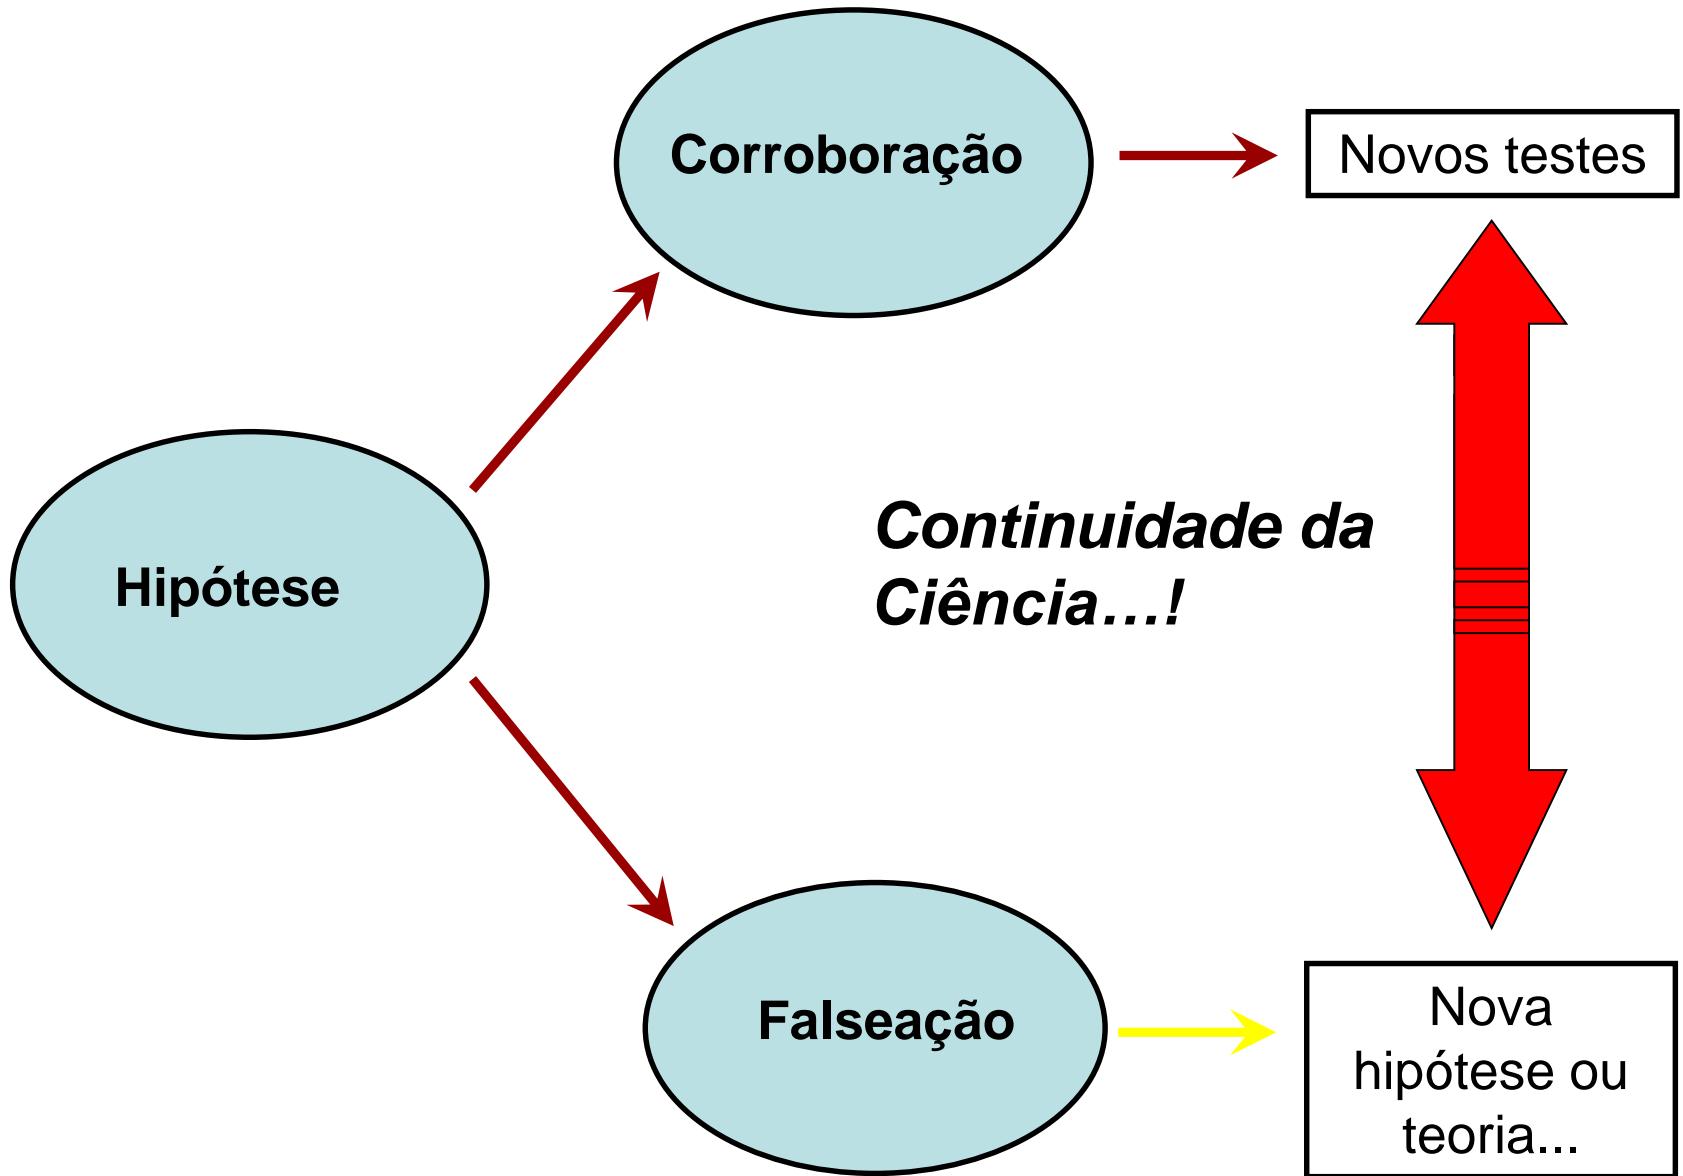 Corroboração
Novos testes
Hipótese
Continuidade da
Ciência...!
Falseação
Nova
hipótese ou
teoria...